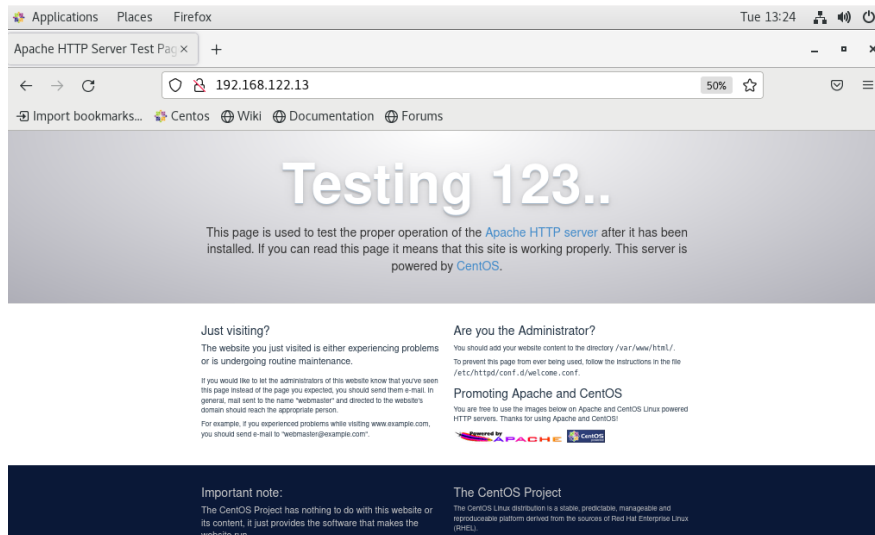 Applications Places Firefox Tue 13:24
Apache HTTP Server Test Pag
192.168.122.13 50%
Import bookmarks... Centos Wiki Documentation Forums
Testing 123..
This page is used to test the proper operation of the Apache HTTP server after it has been
installed. If you can read this page it means that this site is working properly. This server is
powered by CentOS.
Just visiting?
The website you just visited is either experiencing problems
or is undergoing routine maintenance.
If you would like to let the administrators of this website know that you've seen
this page instead of the page you expected, you should send them e-mail. In
general, mail sent to the name "webmaster" and directed to the website's
domain should reach the appropriate person.
For example, if you experienced problems while visiting www.example.com,
you should send e-mail to "webmaster@example.com".
Are you the Administrator?
You should add your website content to the directory /var/www/html/.
To prevent this page from ever being used, follow the instructions in the file
/etc/httpd/conf.d/welcome.conf.
Promoting Apache and CentOS
You are free to use the images below on Apache and CentOS Linux powered
HTTP servers. Thanks for using Apache and CentOS!
Powered by
APACHE CentOS
Important note:
The CentOS Project has nothing to do with this website or
its content, it just provides the software that makes the
website run.
The CentOS Project
The CentOS Linux distribution is a stable, predictable, manageable and
reproduceable platform derived from the sources of Red Hat Enterprise Linux
(RHEL).